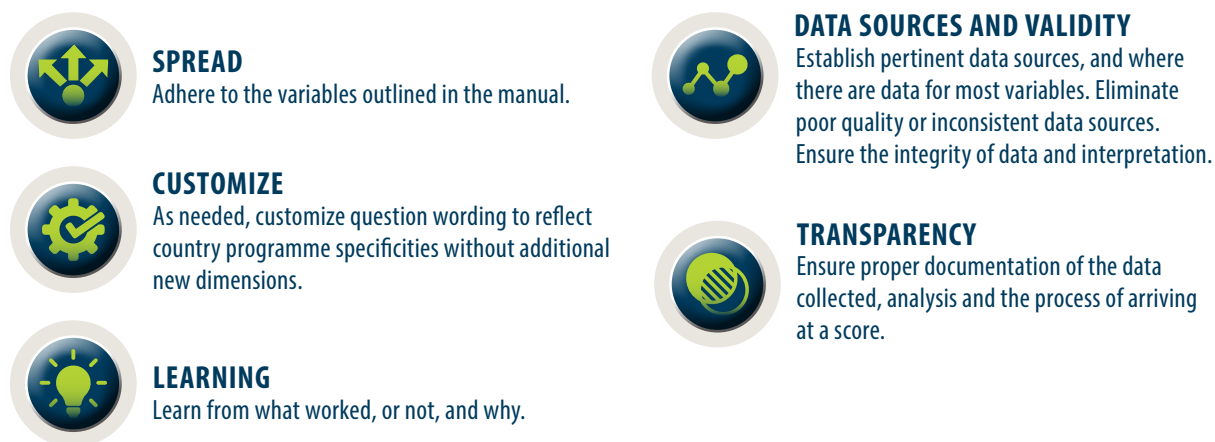 SPREAD
Adhere to the variables outlined in the manual.
CUSTOMIZE
As needed, customize question wording to reflect
country programme specificities without additional
new dimensions.
LEARNING
Learn from what worked, or not, and why.
DATA SOURCES AND VALIDITY
Establish pertinent data sources, and where
there are data for most variables. Eliminate
poor quality or inconsistent data sources.
Ensure the integrity of data and interpretation.
TRANSPARENCY
Ensure proper documentation of the data
collected, analysis and the process of arriving
at a score.